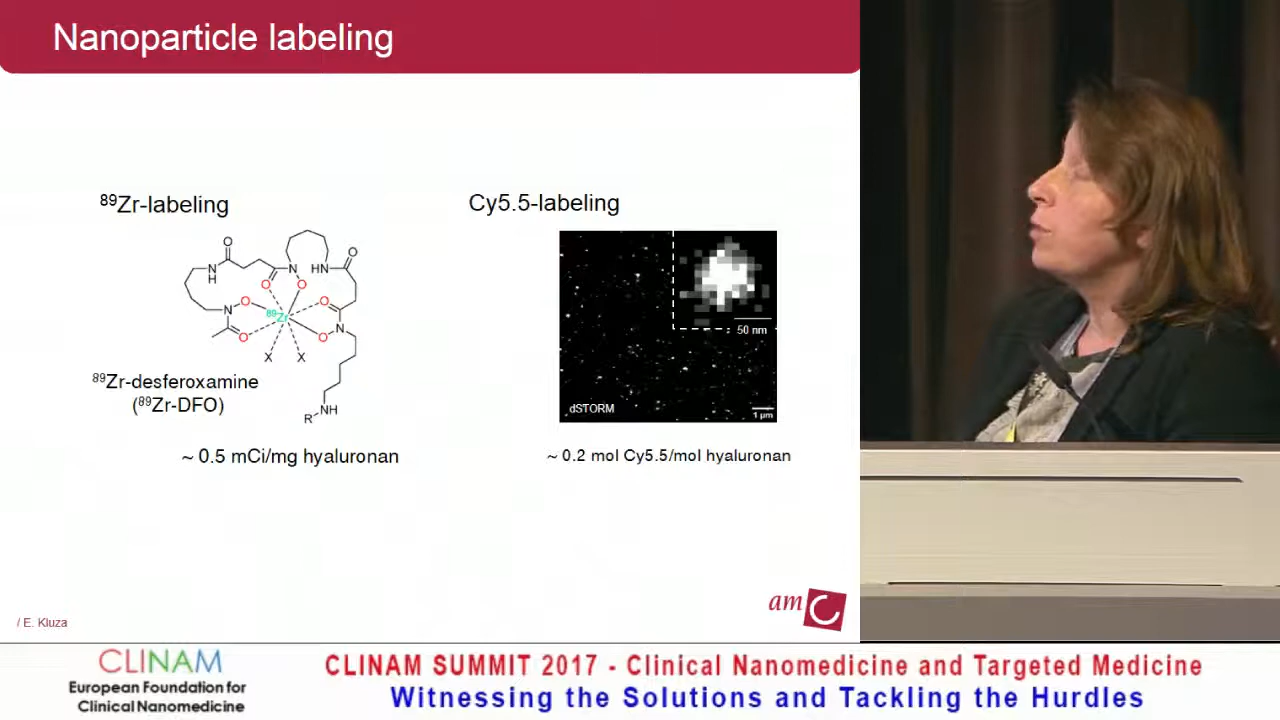 Nanoparticle labeling
⁸⁹Zr-labeling
Cy5.5-labeling
O
O
N
H
N
HN
O
O
O
O
N
⁸⁹Zr
N
O
O
X
X
NH
R
50 nm
dSTORM
1 µm
⁸⁹Zr-desferoxamine
(⁸⁹Zr-DFO)
~ 0.5 mCi/mg hyaluronan
~ 0.2 mol Cy5.5/mol hyaluronan
/ E. Kluza
amC
CLINAM
European Foundation for
Clinical Nanomedicine
CLINAM SUMMIT 2017 - Clinical Nanomedicine and Targeted Medicine
Witnessing the Solutions and Tackling the Hurdles